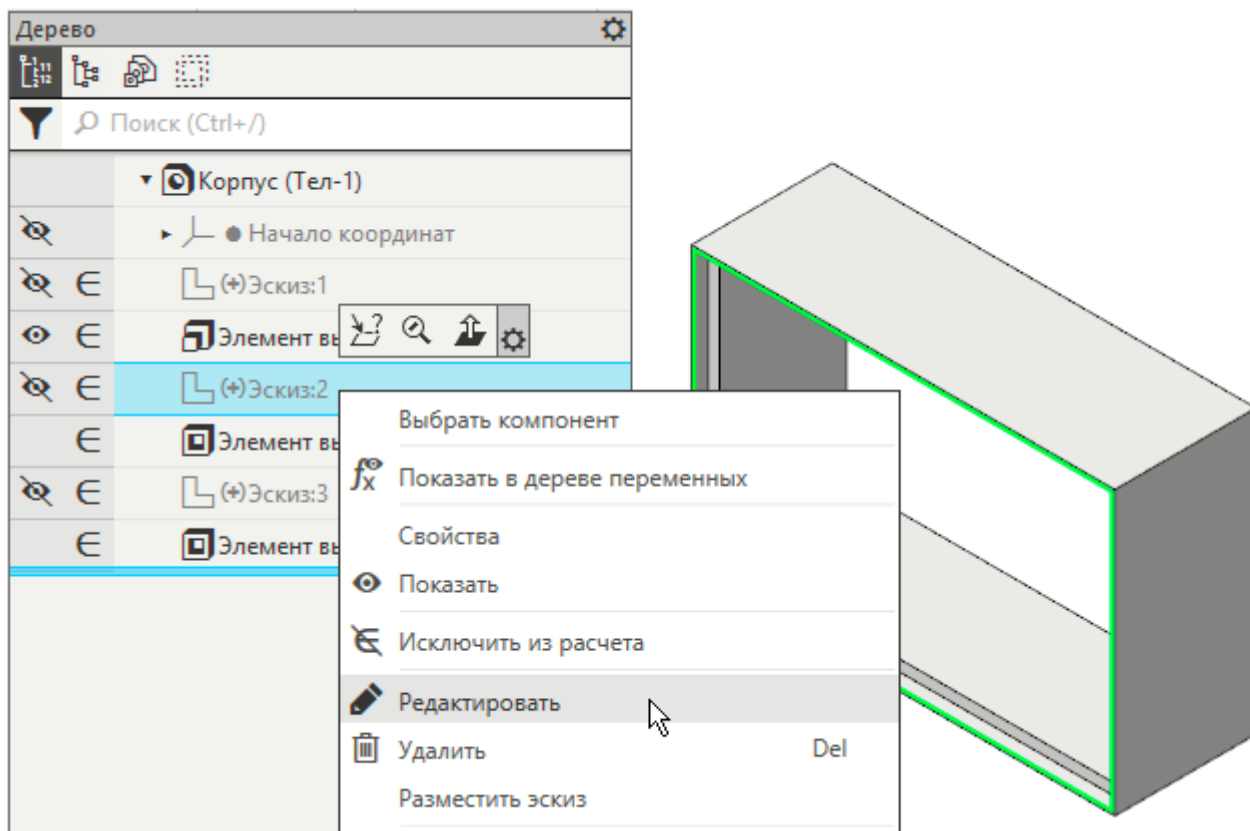 Дерево
Поиск (Ctrl+/)
Корпус (Тел-1)
Начало координат
(+)Эскиз:1
Элемент вы
(+)Эскиз:2
Выбрать компонент
Элемент вы
Показать в дереве переменных
(+)Эскиз:3
Свойства
Элемент вы
Показать
Исключить из расчета
Редактировать
Удалить Del
Разместить эскиз